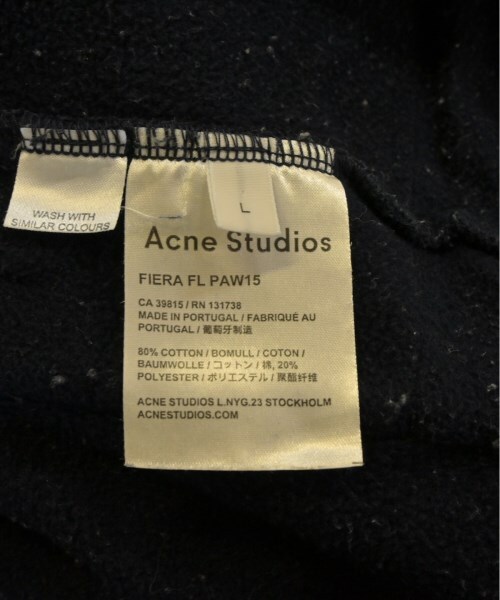 WASH WITH
SIMILAR COLOURS
L
Acne Studios
FIERA FL PAW15
CA 39815 / RN 131738
MADE IN PORTUGAL / FABRIQUÉ AU
PORTUGAL / 葡萄牙制造
80% COTTON / BOMULL / COTON /
BAUMWOLLE / コットン / 棉, 20%
POLYESTER / ポリエステル / 聚酯纤维
ACNE STUDIOS L.NYG.23 STOCKHOLM
ACNESTUDIOS.COM